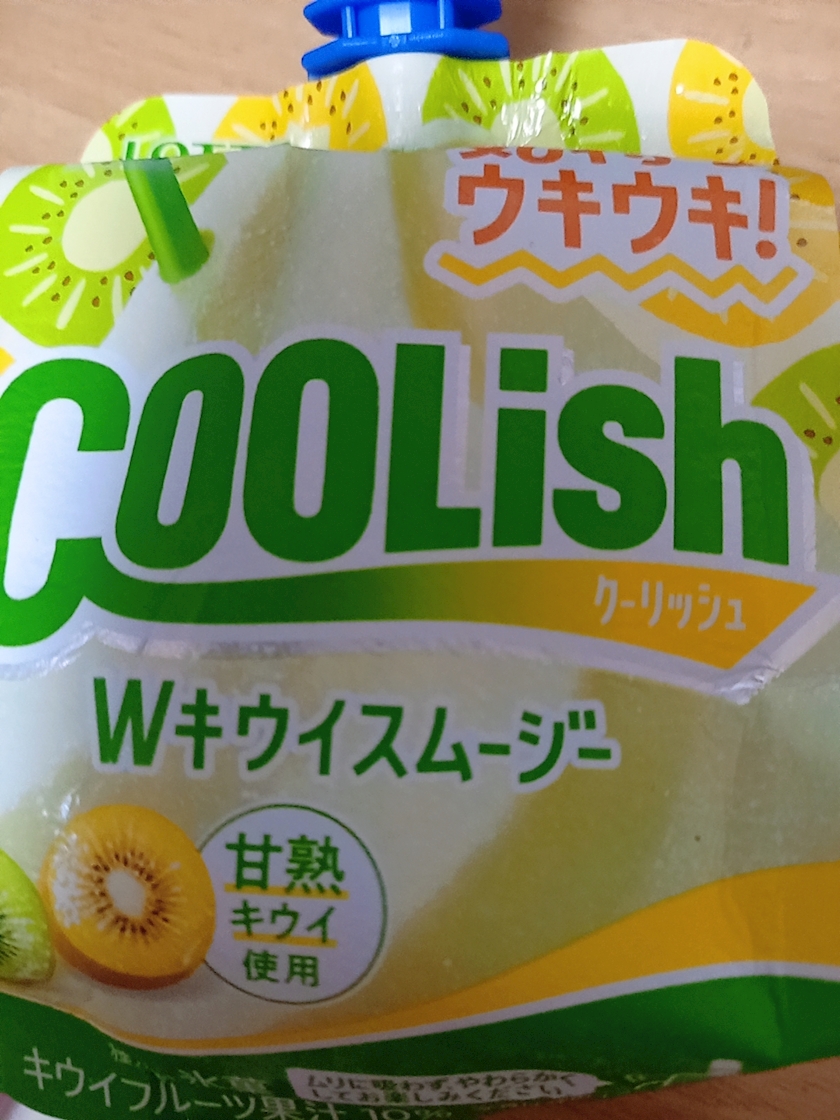 LOTTE
ウキウキ!
COOLish
クーリッシュ
Wキウイスムージー
甘熟
キウイ
使用
氷菓
ムリに吸わず、やわらかく
してお楽しみください
キウイフルーツ果汁10%